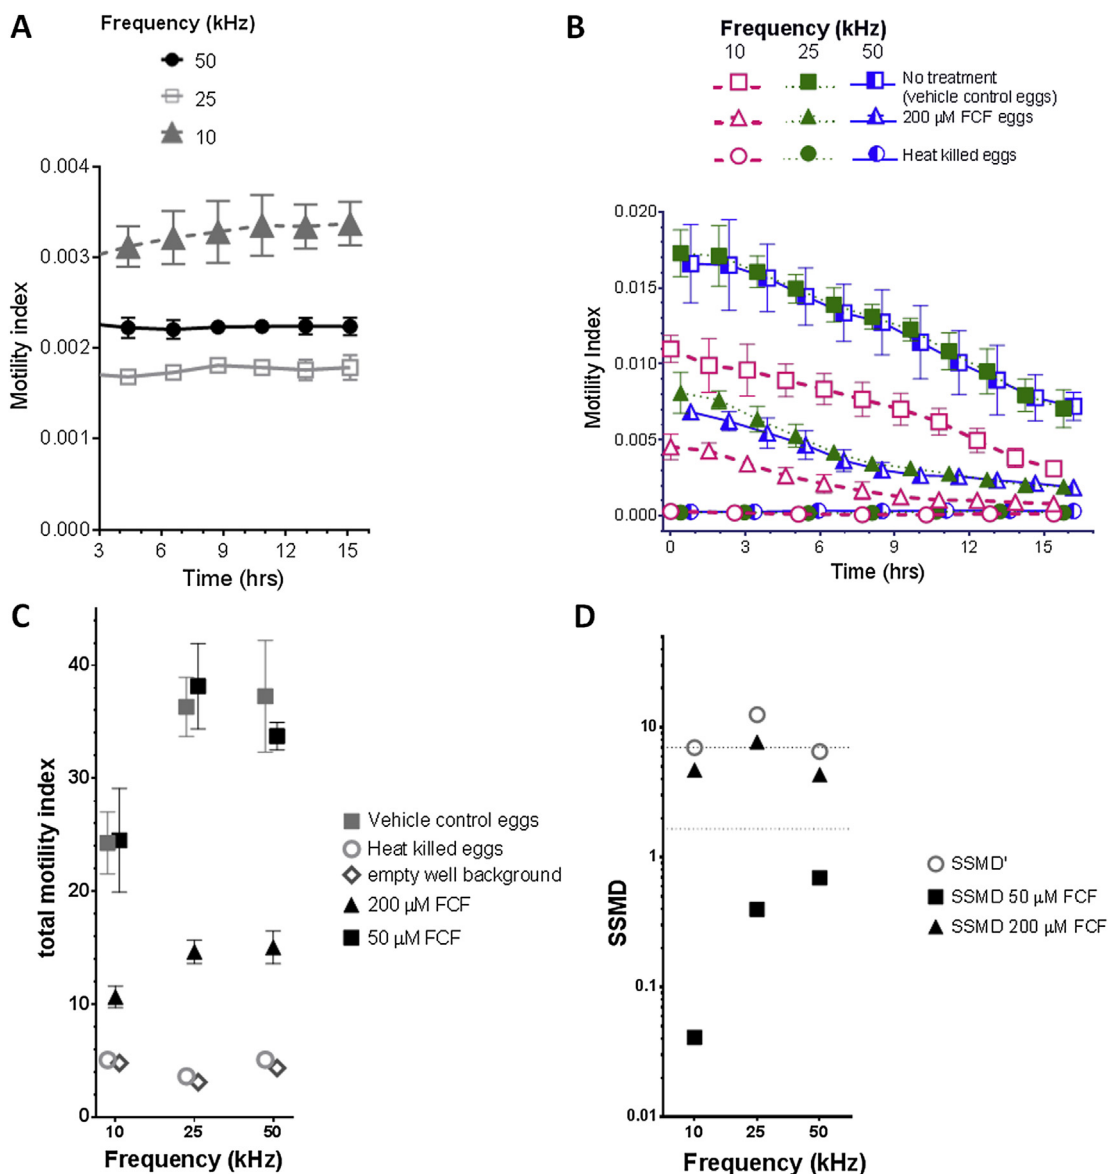 A
Frequency (kHz)
50
25
10
0.004
0.003
0.002
0.001
0.000
3 6 9 12 15
Motility index
Time (hrs)
B
Frequency (kHz)
10 25 50
No treatment
(vehicle control eggs)
200 µM FCF eggs
Heat killed eggs
0.020
0.015
0.010
0.005
0.000
0 3 6 9 12 15
Motility Index
Time (hrs)
C
40
30
20
10
0
10 25 50
total motility index
Frequency (kHz)
Vehicle control eggs
Heat killed eggs
empty well background
200 µM FCF
50 µM FCF
D
10
1
0.1
0.01
10 25 50
SSMD
Frequency (kHz)
SSMD'
SSMD 50 µM FCF
SSMD 200 µM FCF